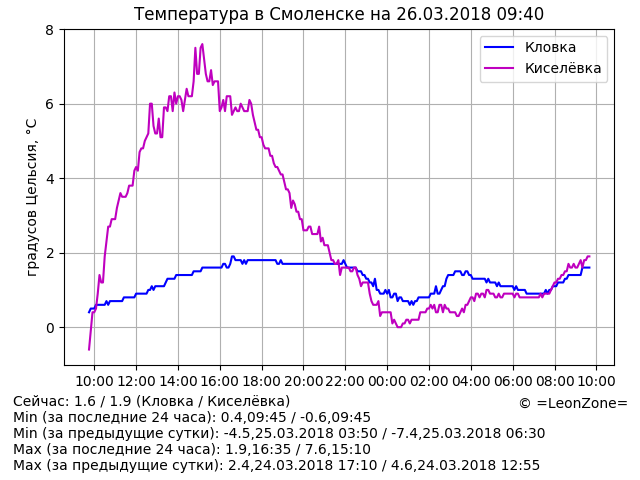 Температура в Смоленске на 26.03.2018 09:40
Кловка
Киселёвка
градусов Цельсия, °C
8
6
4
2
0
10:00 12:00 14:00 16:00 18:00 20:00 22:00 00:00 02:00 04:00 06:00 08:00 10:00
Сейчас: 1.6 / 1.9 (Кловка / Киселёвка)
© =LeonZone=
Min (за последние 24 часа): 0.4,09:45 / -0.6,09:45
Min (за предыдущие сутки): -4.5,25.03.2018 03:50 / -7.4,25.03.2018 06:30
Max (за последние 24 часа): 1.9,16:35 / 7.6,15:10
Max (за предыдущие сутки): 2.4,24.03.2018 17:10 / 4.6,24.03.2018 12:55